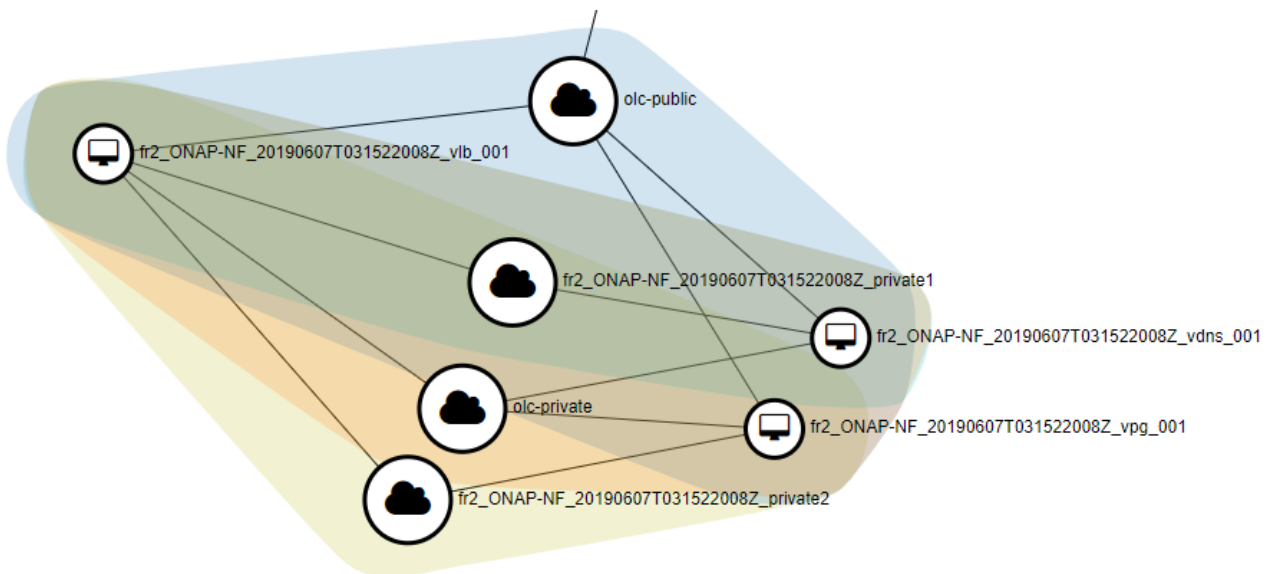 olc-public
fr2_ONAP-NF_20190607T031522008Z_vlb_001
fr2_ONAP-NF_20190607T031522008Z_private1
fr2_ONAP-NF_20190607T031522008Z_vdns_001
olc-private
fr2_ONAP-NF_20190607T031522008Z_vpg_001
fr2_ONAP-NF_20190607T031522008Z_private2